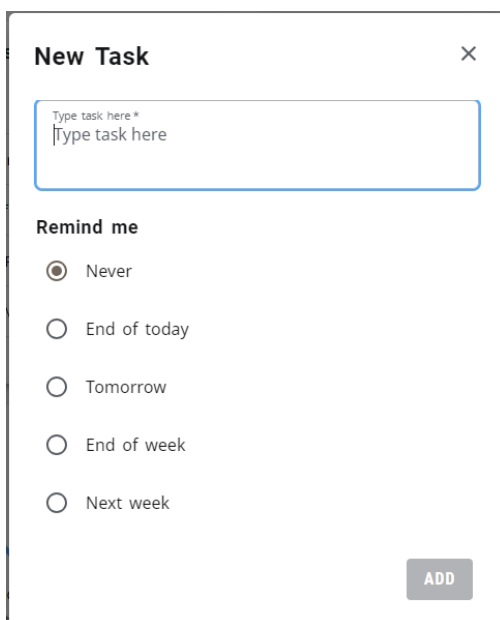 New Task
Type task here *
Type task here
Remind me
Never
End of today
Tomorrow
End of week
Next week
ADD